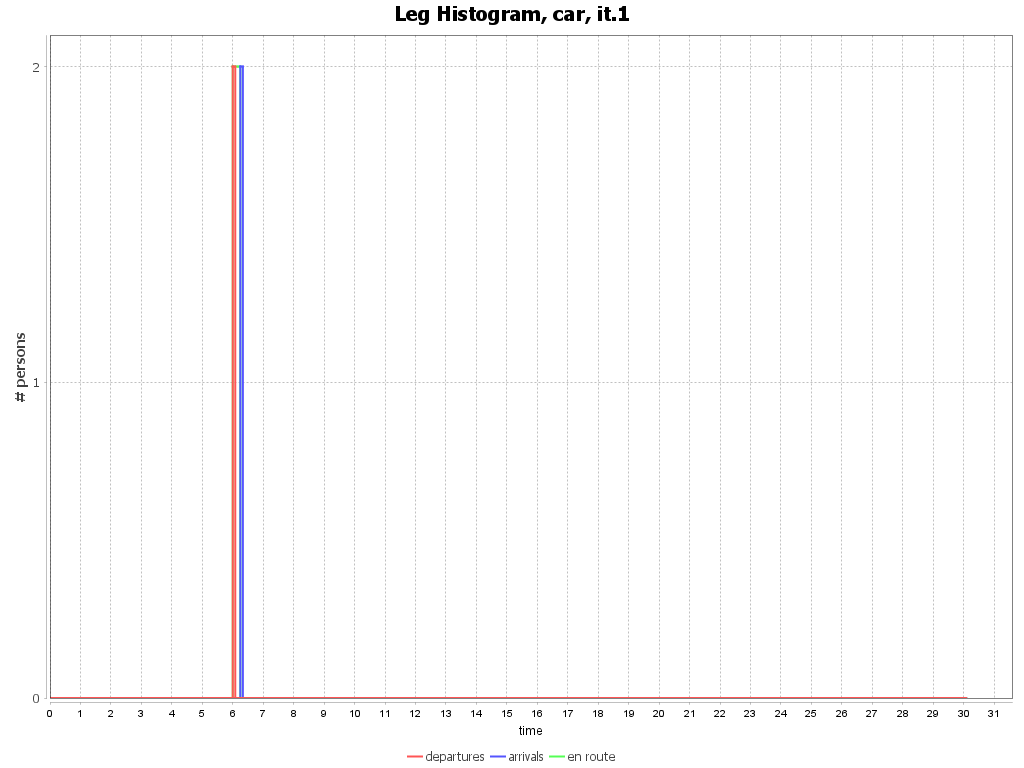 Leg Histogram, car, it.1
# persons
2
1
0
0 1 2 3 4 5 6 7 8 9 10 11 12 13 14 15 16 17 18 19 20 21 22 23 24 25 26 27 28 29 30 31
time
departures arrivals en route